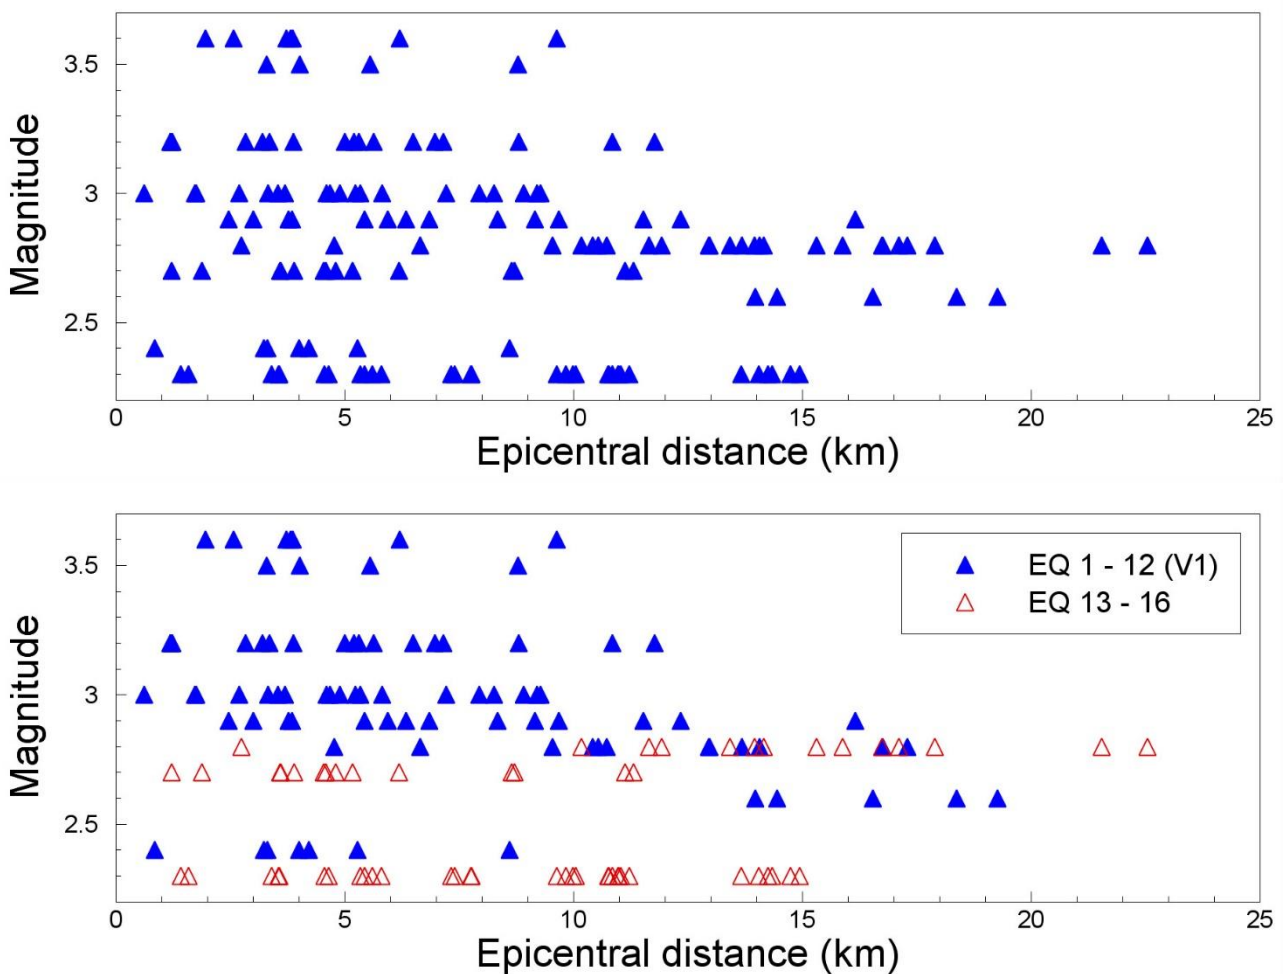 3.5
3
2.5
Magnitude
0 5 10 15 20 25
Epicentral distance (km)
EQ 1 - 12 (V1)
EQ 13 - 16
3.5
3
2.5
Magnitude
0 5 10 15 20 25
Epicentral distance (km)